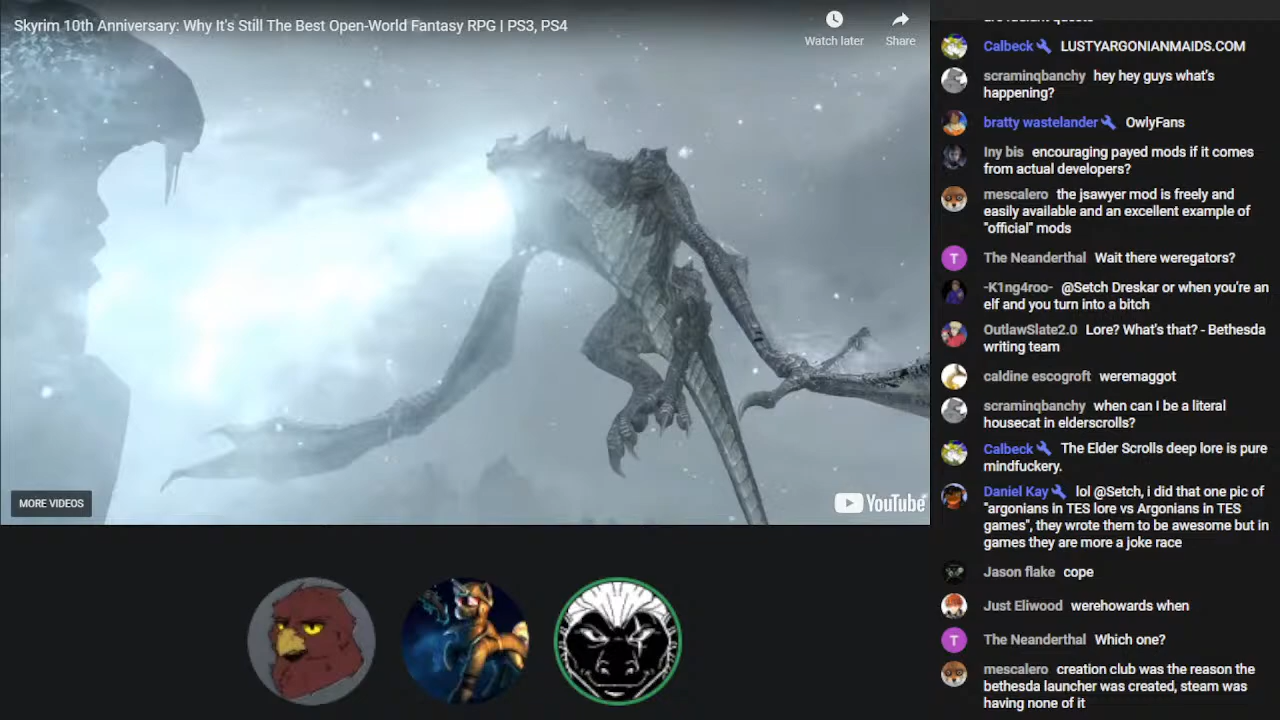 Skyrim 10th Anniversary: Why It's Still The Best Open-World Fantasy RPG | PS3, PS4
Watch later
Share
MORE VIDEOS
YouTube
Calbeck LUSTYARGONIANMAIDS.COM
scraminqbanchy hey hey guys what's
happening?
bratty wastelander OwlyFans
Iny bis encouraging payed mods if it comes
from actual developers?
mescalero the jsawyer mod is freely and
easily available and an excellent example of
"official" mods
T The Neanderthal Wait there weregators?
-K1ng4roo- @Setch Dreskar or when you're an
elf and you turn into a bitch
OutlawSlate2.0 Lore? What's that? - Bethesda
writing team
caldine escogroft weremaggot
scraminqbanchy when can I be a literal
housecat in elderscrolls?
Calbeck The Elder Scrolls deep lore is pure
mindfuckery.
Daniel Kay lol @Setch, i did that one pic of
"argonians in TES lore vs Argonians in TES
games", they wrote them to be awesome but in
games they are more a joke race
Jason flake cope
Just Eliwood werehowards when
T The Neanderthal Which one?
mescalero creation club was the reason the
bethesda launcher was created, steam was
having none of it